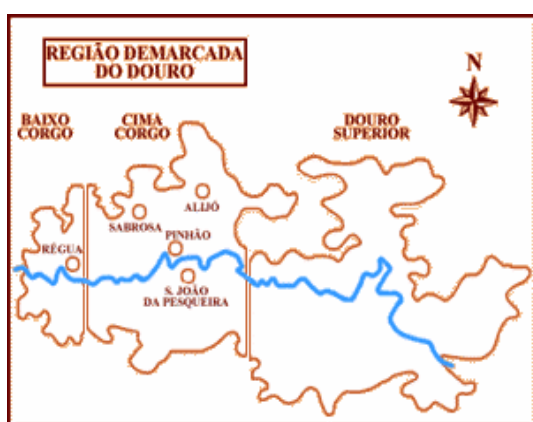 REGIÃO DEMARCADA
DO DOURO
N
BAIXO
CORGO
CIMA
CORGO
DOURO
SUPERIOR
ALIJÓ
SABROSA
PINHÃO
RÉGUA
S. JOÃO
DA PESQUEIRA